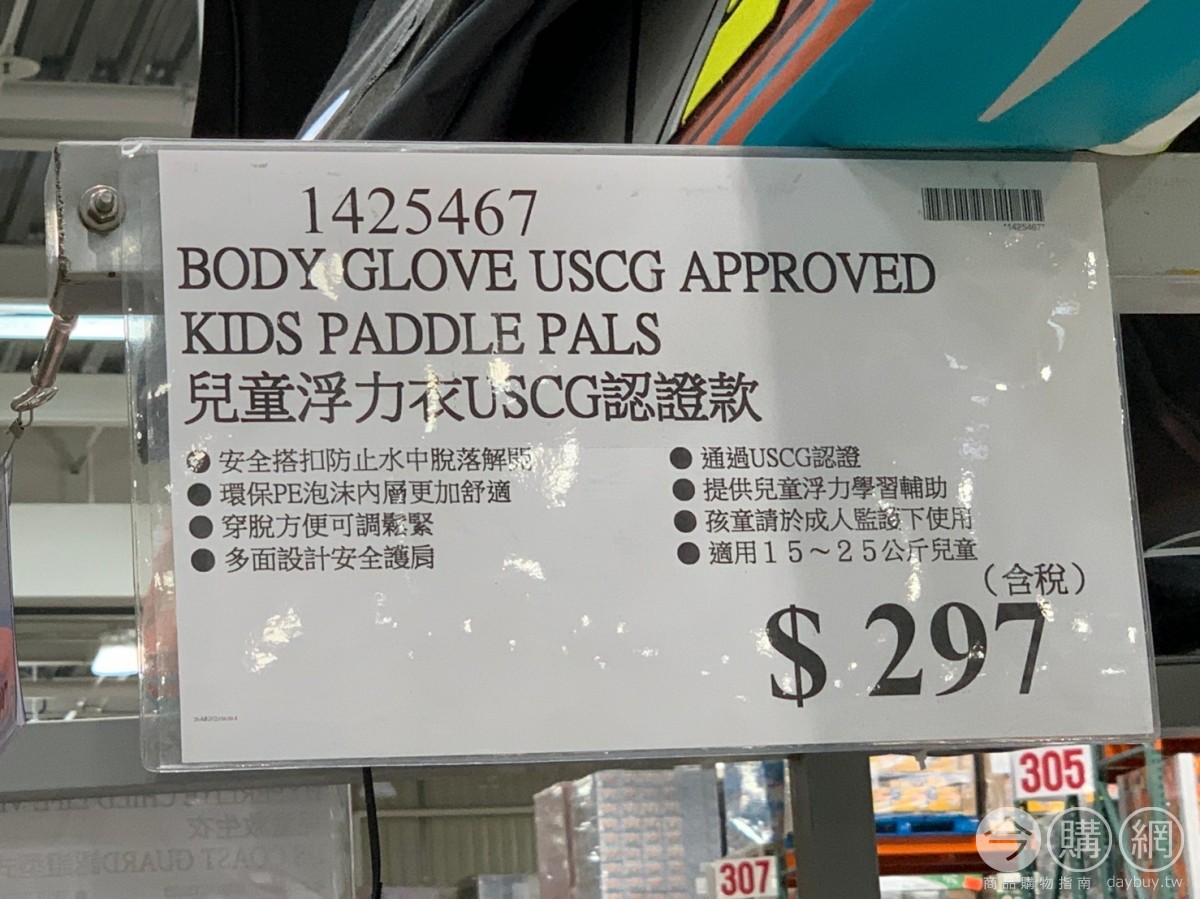 1425467
*1425467*
BODY GLOVE USCG APPROVED
KIDS PADDLE PALS
兒童浮力衣USCG認證款
● 安全搭扣防止水中脫落解開
● 環保PE泡沫內層更加舒適
● 穿脫方便可調鬆緊
● 多面設計安全護肩
● 通過USCG認證
● 提供兒童浮力學習輔助
● 孩童請於成人監護下使用
● 適用15～25公斤兒童
（含稅）
$ 297
305
307
今購網
商品購物指南 daybuy.tw